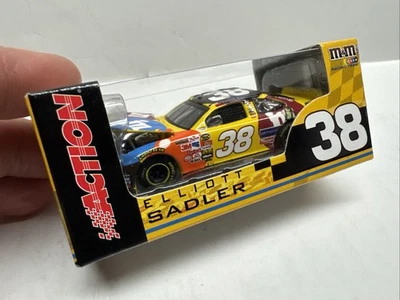 m&m's
38
38
ACTION
ELLIOTT
SADLER